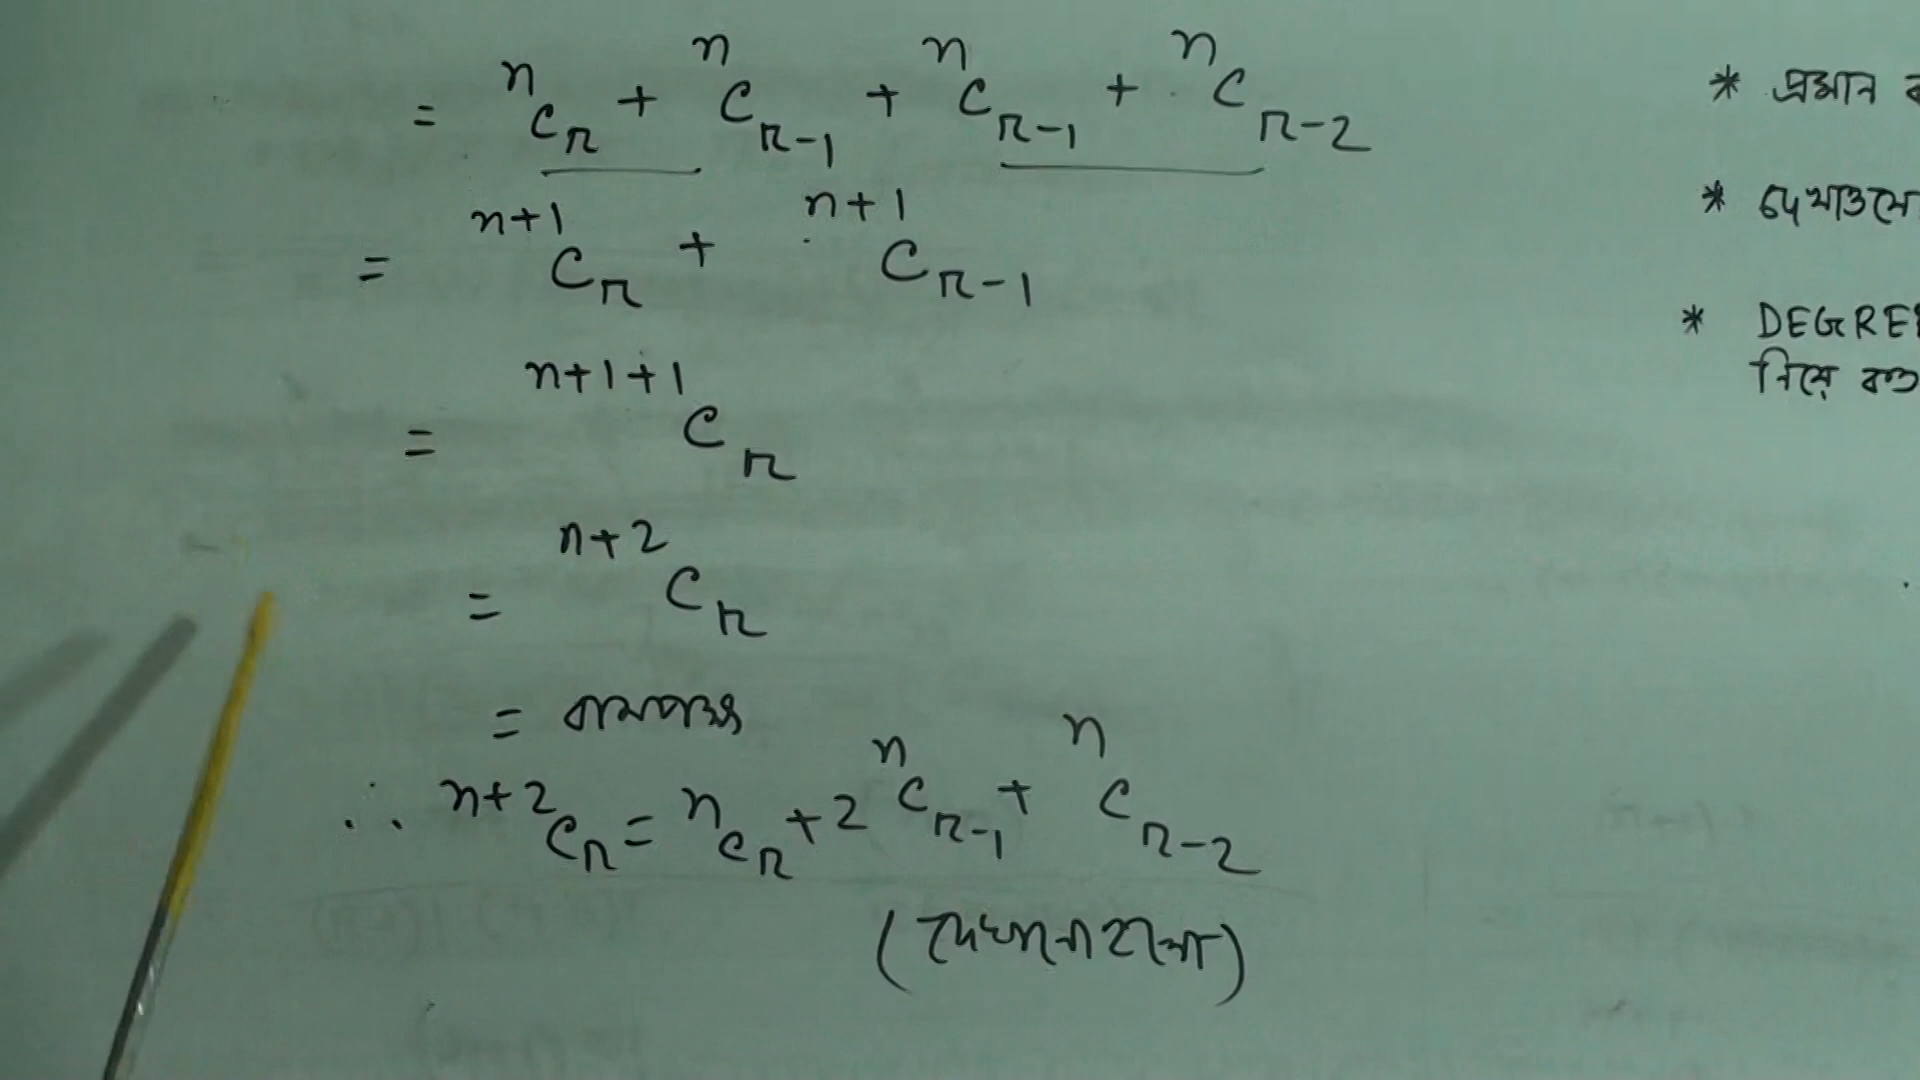 = ⁿCᵣ + ⁿCᵣ₋₁ + ⁿCᵣ₋₁ + ⁿCᵣ₋₂
= ⁿ⁺¹Cᵣ + ⁿ⁺¹Cᵣ₋₁
= ⁿ⁺¹⁺¹Cᵣ
= ⁿ⁺²Cᵣ
= বামপক্ষ
∴ ⁿ⁺²Cᵣ = ⁿCᵣ + 2 ⁿCᵣ₋₁ + ⁿCᵣ₋₂
(দেখানো হলো)
* প্রমান
* দেখাও যে
* DEGREE
নিয়ে কত